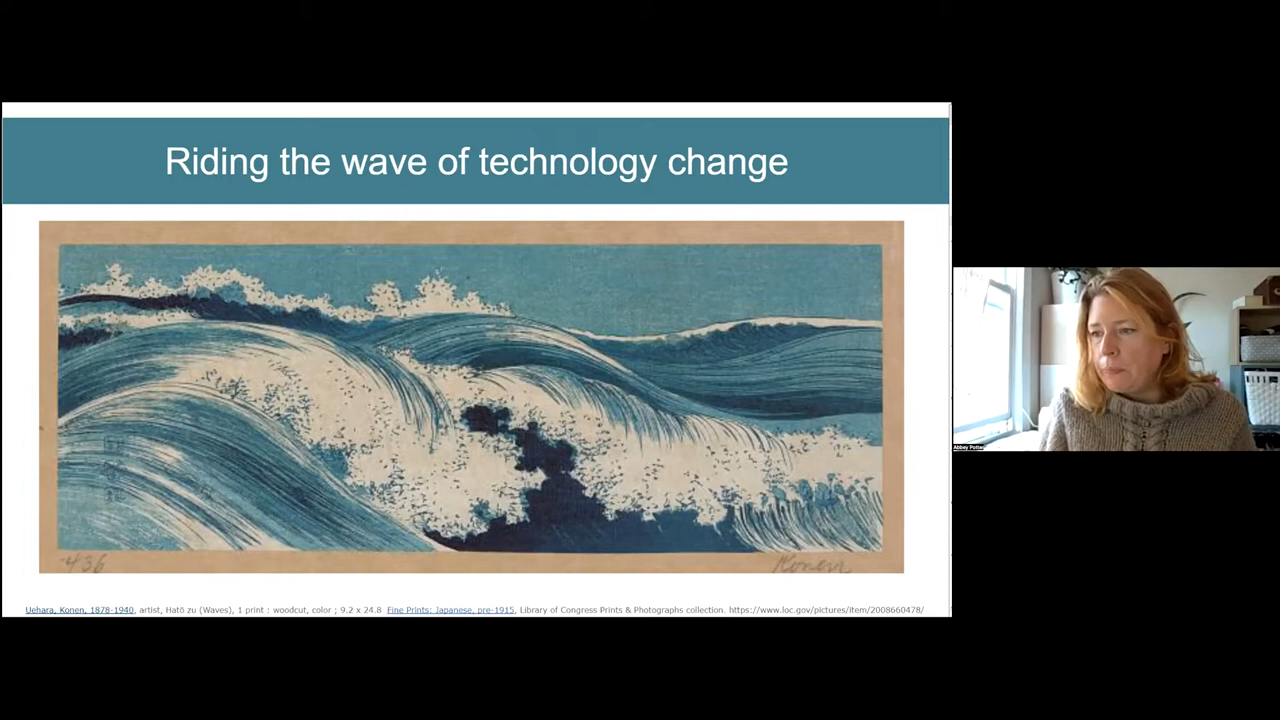 Riding the wave of technology change
-436
Konen
Uehara, Konen, 1878-1940, artist, Hatō zu (Waves), 1 print : woodcut, color ; 9.2 x 24.8 Fine Prints: Japanese, pre-1915, Library of Congress Prints & Photographs collection. https://www.loc.gov/pictures/item/2008660478/
Abbey Potter